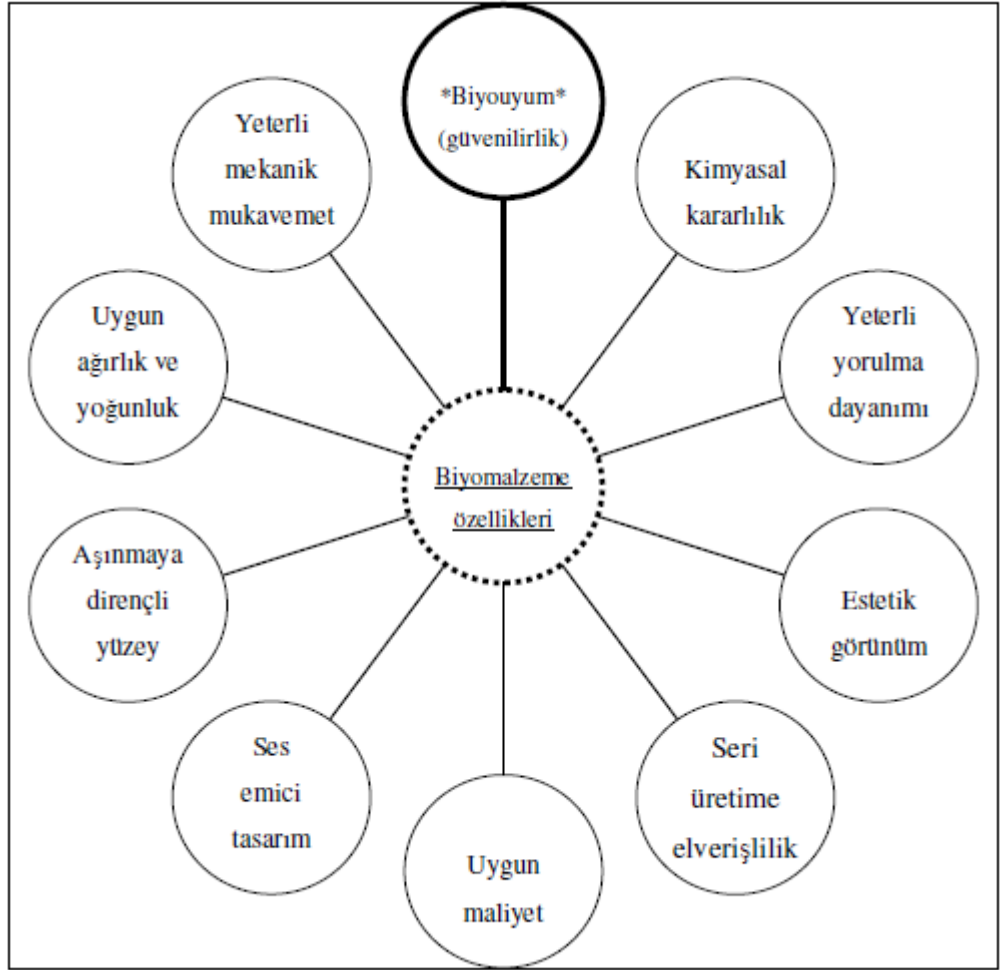 *Biyouyum*
(güvenilirlik)
Kimyasal
kararlılık
Yeterli
yorulma
dayanımı
Estetik
görünüm
Seri
üretime
elverişlilik
Uygun
maliyet
Ses
emici
tasarım
Aşınmaya
dirençli
yüzey
Uygun
ağırlık ve
yoğunluk
Yeterli
mekanik
mukavemet
Biyomalzeme
özellikleri